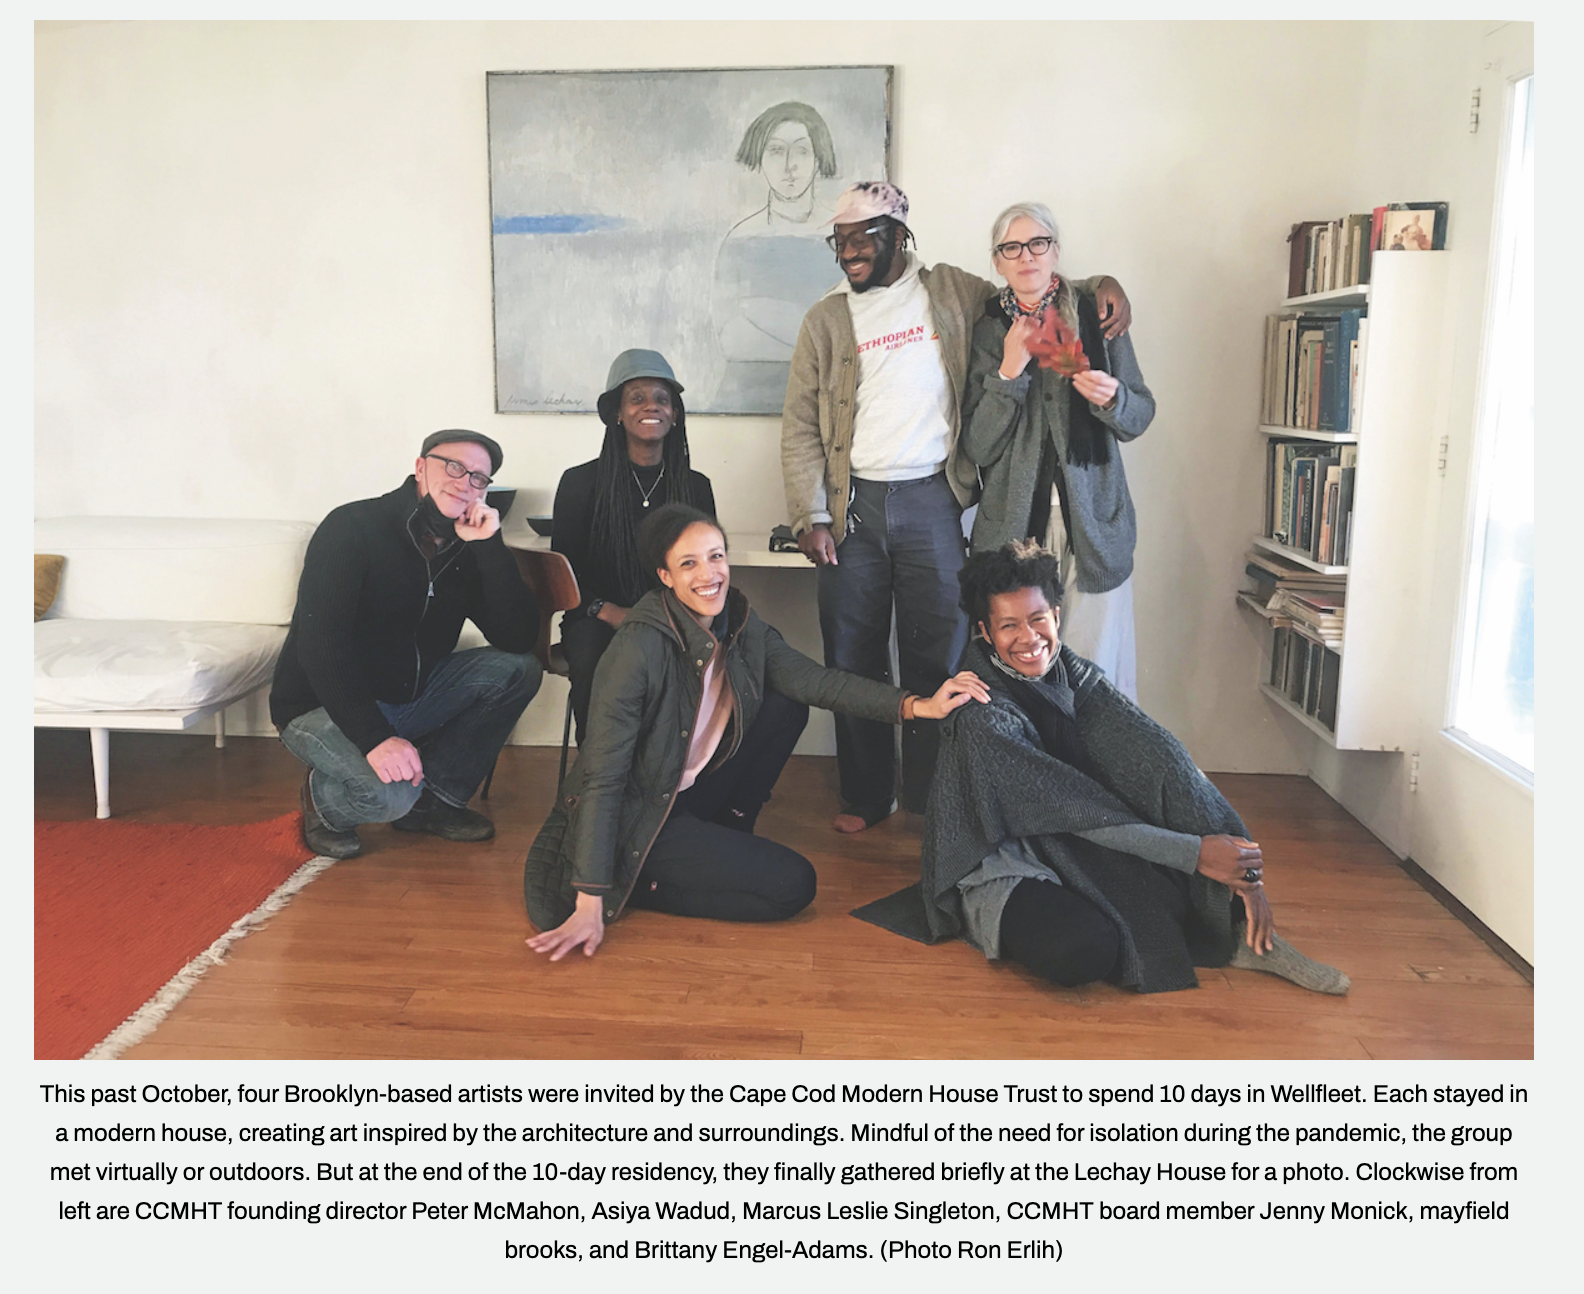 ETHIOPIAN
AIRLINES
This past October, four Brooklyn-based artists were invited by the Cape Cod Modern House Trust to spend 10 days in Wellfleet. Each stayed in
a modern house, creating art inspired by the architecture and surroundings. Mindful of the need for isolation during the pandemic, the group
met virtually or outdoors. But at the end of the 10-day residency, they finally gathered briefly at the Lechay House for a photo. Clockwise from
left are CCMHT founding director Peter McMahon, Asiya Wadud, Marcus Leslie Singleton, CCMHT board member Jenny Monick, mayfield
brooks, and Brittany Engel-Adams. (Photo Ron Erlih)